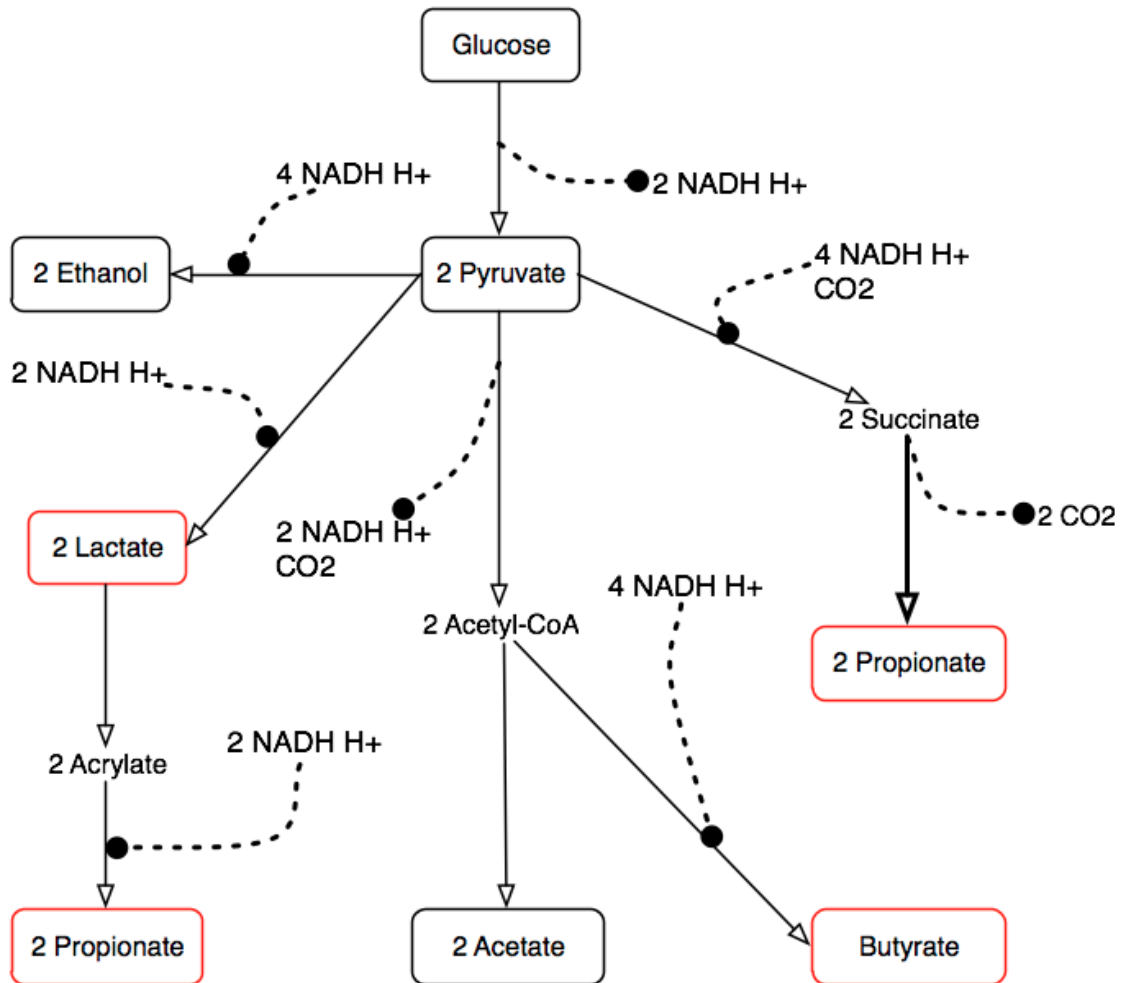 Glucose
4 NADH H+
2 NADH H+
2 Ethanol
2 Pyruvate
4 NADH H+
CO2
2 NADH H+
2 Succinate
2 Lactate
2 NADH H+
CO2
2 CO2
4 NADH H+
2 Acetyl-CoA
2 Propionate
2 NADH H+
2 Acrylate
2 Propionate
2 Acetate
Butyrate